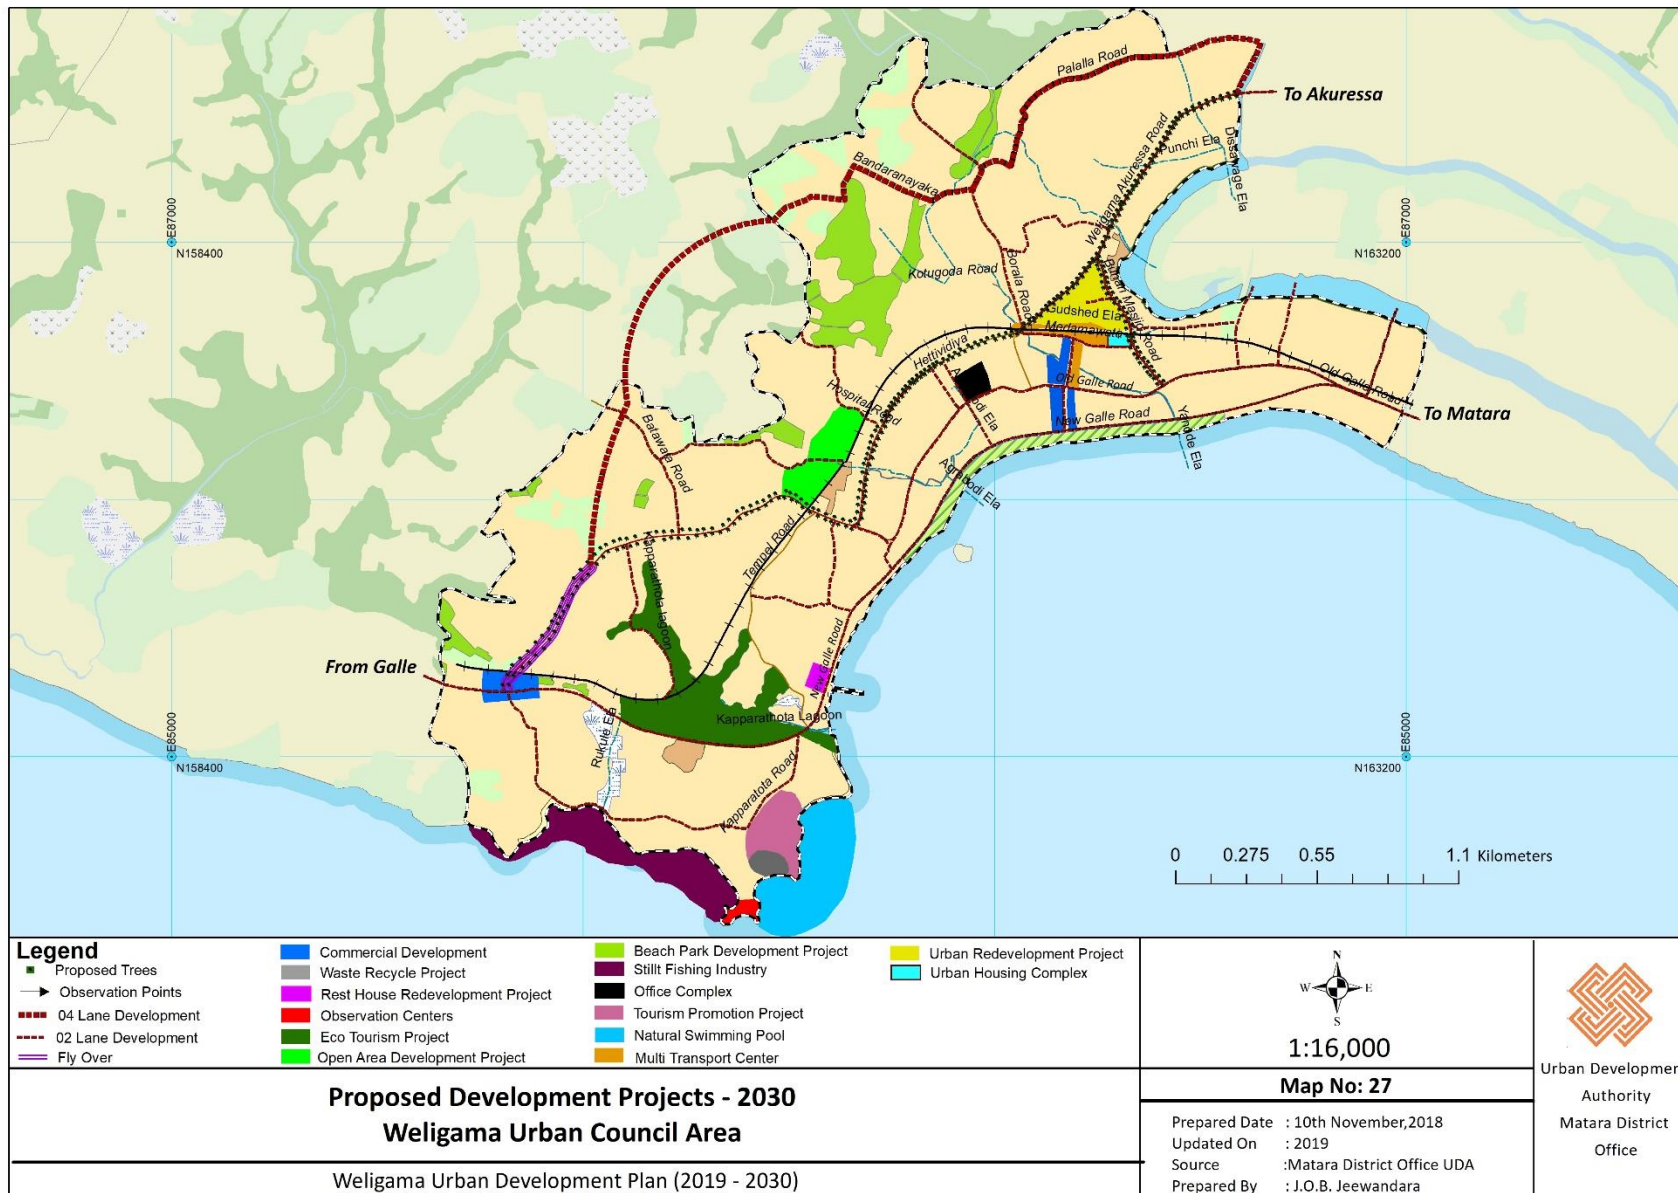 Palalla Road
To Akuressa
Weligama Akuressa Road
Punchi Ela
Dissawage Ela
Bandaranayaka
E87000
N158400
E87000
N163200
Kotugoda Road
Borala Road
Gudshed Ela
Masjid Road
Hettividiya
Old Galle Road
Old Galle Road
New Galle Road
To Matara
Hospital Road
Yandde Ela
Batawala Road
Agrabodi Ela
Tempel Road
Kapparathota lagoon
From Galle
New Galle Road
Kapparathota Lagoon
Rukule Ela
Kapparatota Road
E85000
N158400
E85000
N163200
0 0.275 0.55 1.1 Kilometers
Legend
Proposed Trees
Observation Points
04 Lane Development
02 Lane Development
Fly Over
Commercial Development
Waste Recycle Project
Rest House Redevelopment Project
Observation Centers
Eco Tourism Project
Open Area Development Project
Beach Park Development Project
Stillt Fishing Industry
Office Complex
Tourism Promotion Project
Natural Swimming Pool
Multi Transport Center
Urban Redevelopment Project
Urban Housing Complex
N
W E
S
1:16,000
Map No: 27
Prepared Date : 10th November,2018
Updated On : 2019
Source :Matara District Office UDA
Prepared By : J.O.B. Jeewandara
Urban Developmen
Authority
Matara District
Office
Proposed Development Projects - 2030
Weligama Urban Council Area
Weligama Urban Development Plan (2019 - 2030)